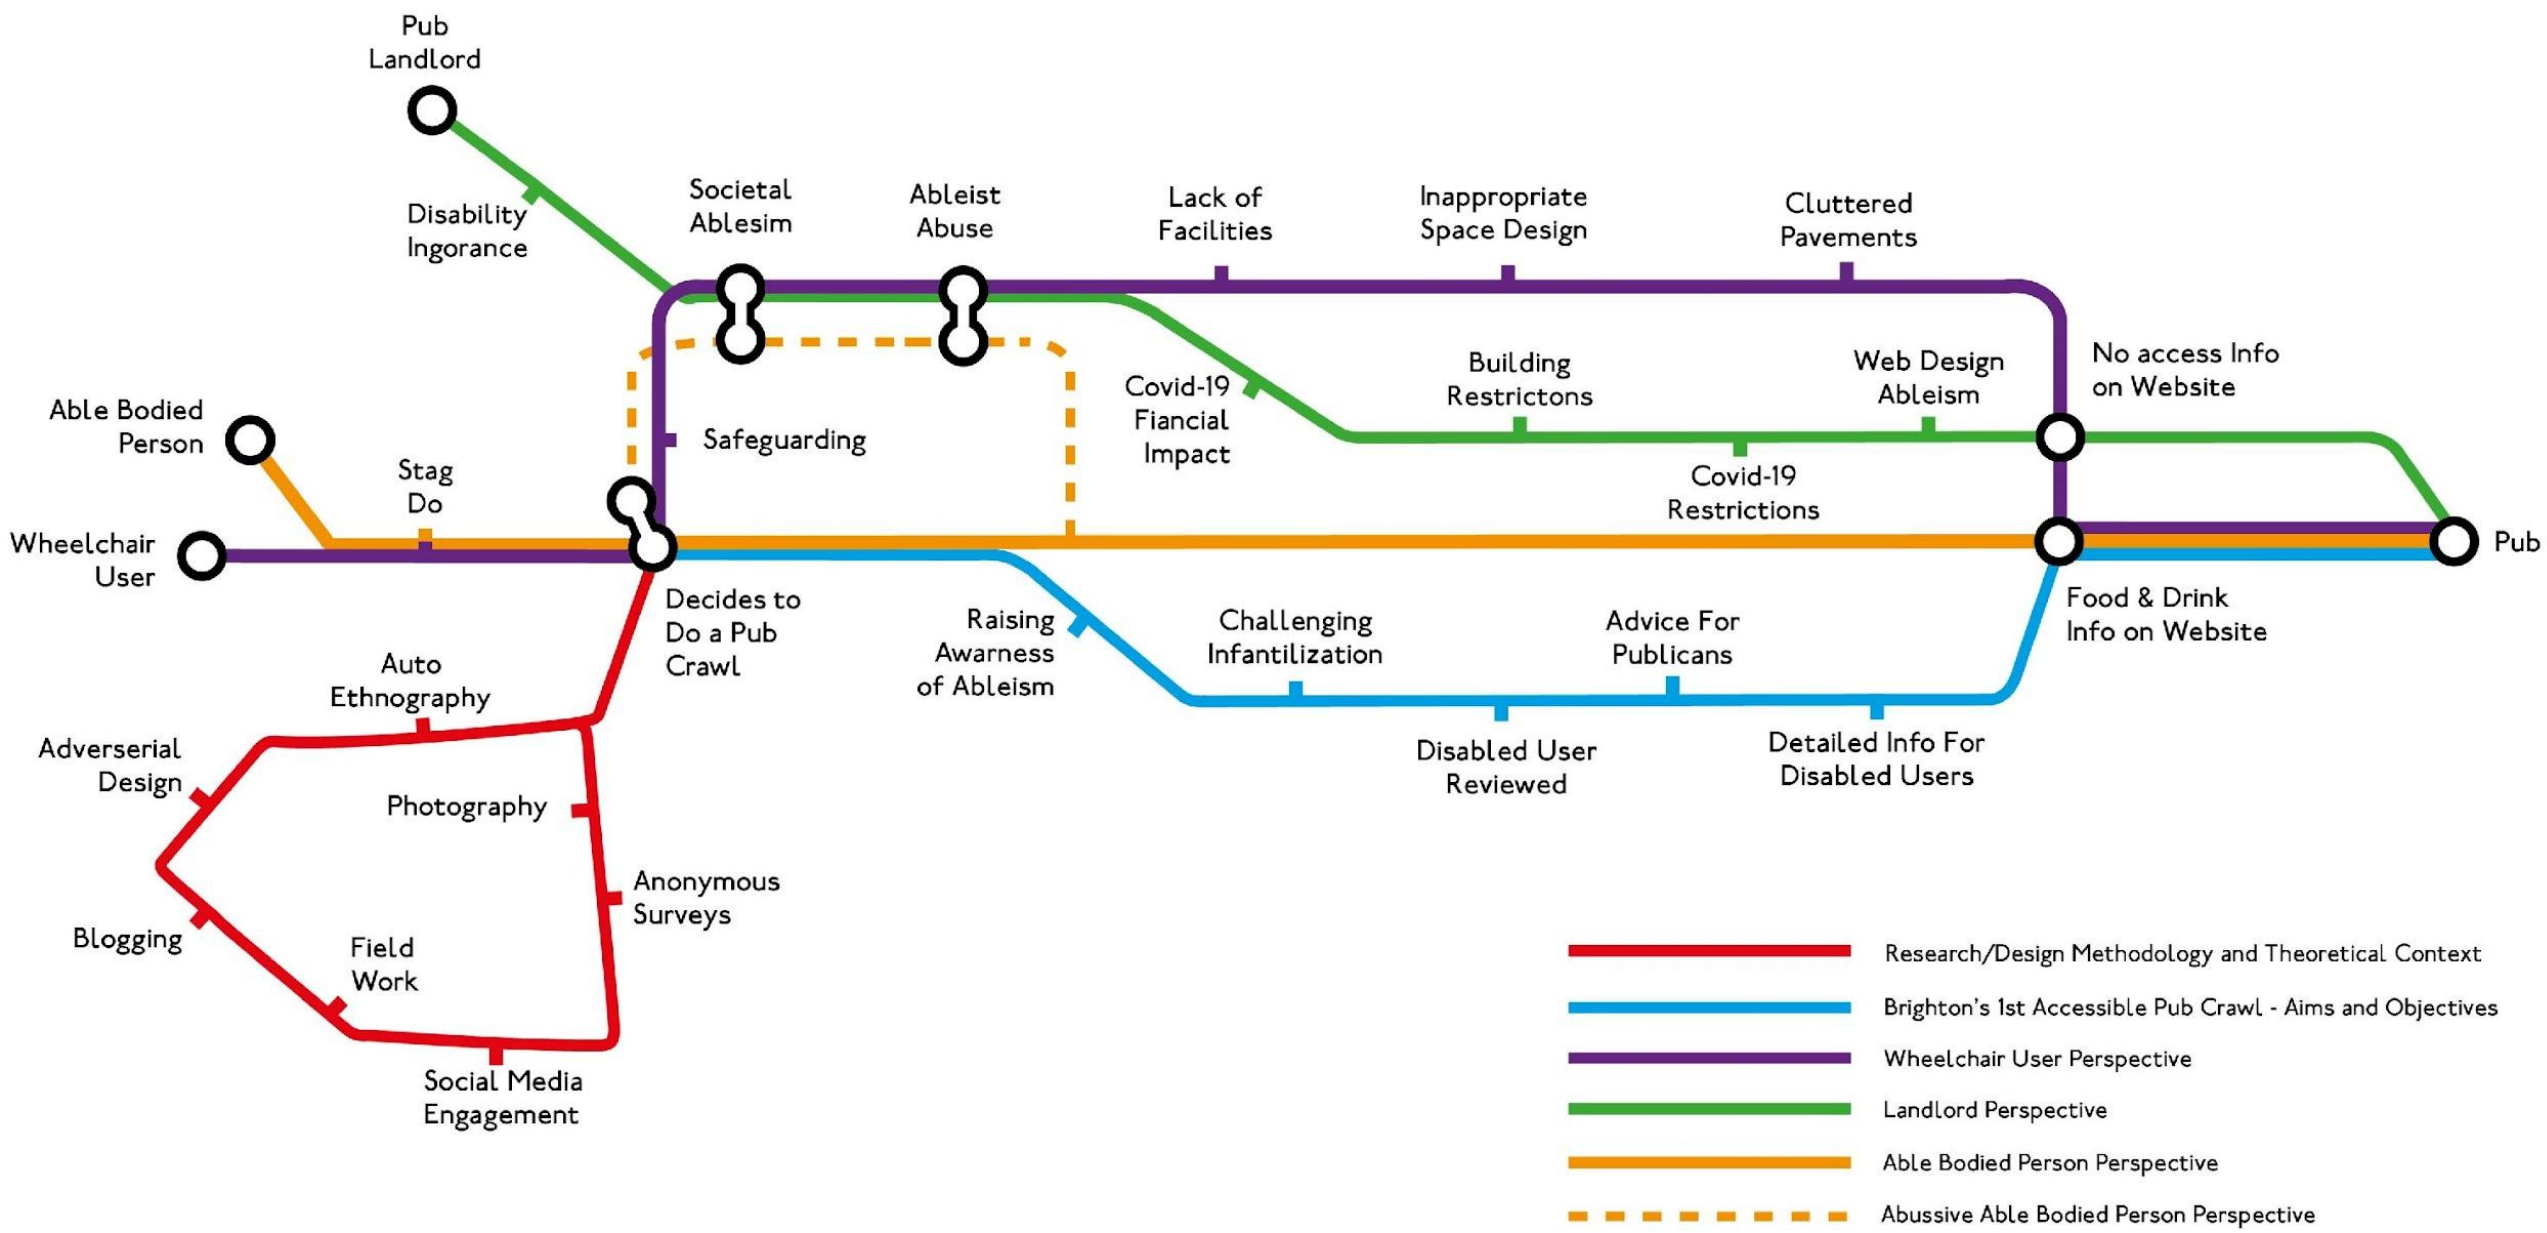 Pub
Landlord
Disability
Ingorance
Societal
Ablesim
Ableist
Abuse
Lack of
Facilities
Inappropriate
Space Design
Cluttered
Pavements
No access Info
on Website
Building
Restrictons
Web Design
Ableism
Covid-19
Fiancial
Impact
Covid-19
Restrictions
Able Bodied
Person
Safeguarding
Stag
Do
Wheelchair
User
Pub
Decides to
Do a Pub
Crawl
Food & Drink
Info on Website
Raising
Awarness
of Ableism
Challenging
Infantilization
Advice For
Publicans
Disabled User
Reviewed
Detailed Info For
Disabled Users
Auto
Ethnography
Adverserial
Design
Photography
Anonymous
Surveys
Blogging
Field
Work
Social Media
Engagement
Research/Design Methodology and Theoretical Context
Brighton's 1st Accessible Pub Crawl - Aims and Objectives
Wheelchair User Perspective
Landlord Perspective
Able Bodied Person Perspective
Abussive Able Bodied Person Perspective